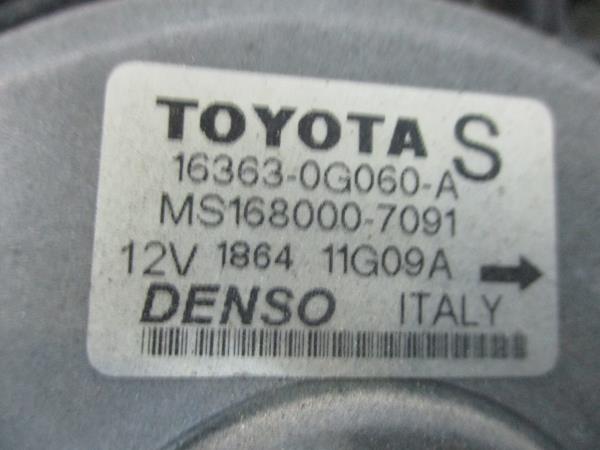 TOYOTA S
16363-0G060-A
MS168000-7091
12V 1864 11G09A
DENSO ITALY